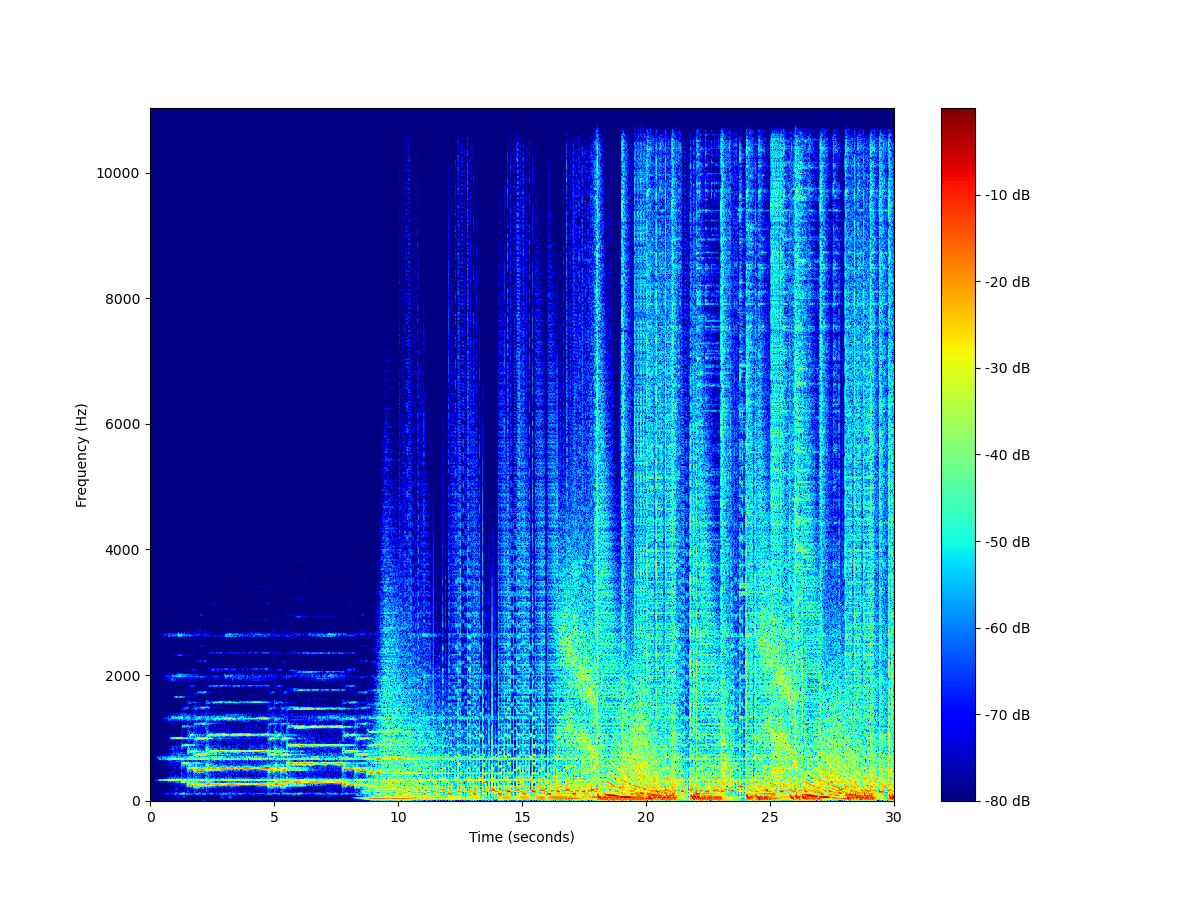 10000
8000
6000
4000
2000
0
Frequency (Hz)
0 5 10 15 20 25 30
Time (seconds)
-10 dB
-20 dB
-30 dB
-40 dB
-50 dB
-60 dB
-70 dB
-80 dB